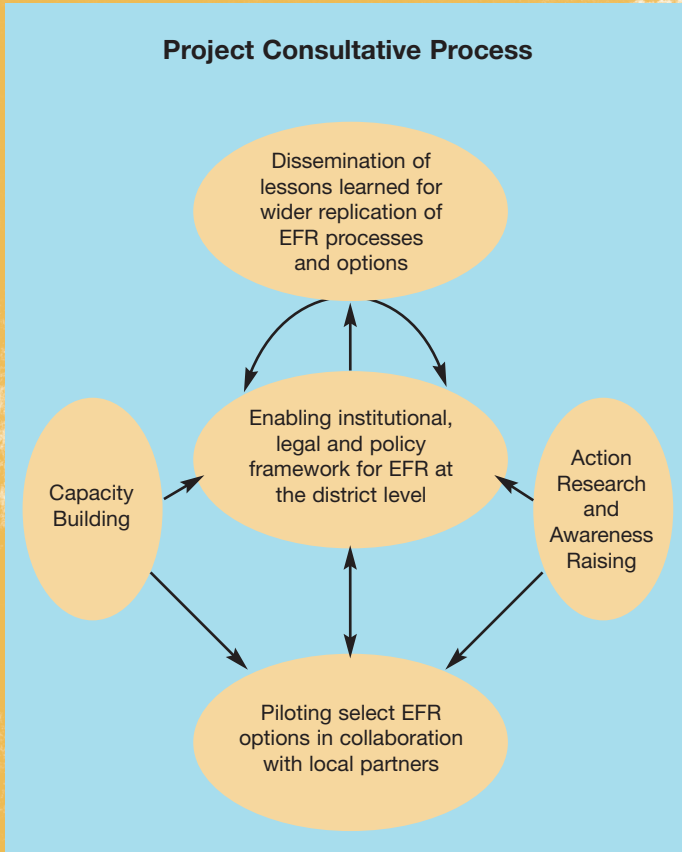 Project Consultative Process
Dissemination of
lessons learned for
wider replication of
EFR processes
and options
Enabling institutional,
legal and policy
framework for EFR at
the district level
Capacity
Building
Action
Research
and
Awareness
Raising
Piloting select EFR
options in collaboration
with local partners